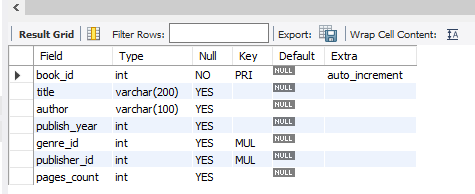 Result Grid Filter Rows: Export: Wrap Cell Content: IA
Field Type Null Key Default Extra
book_id int NO PRI NULL auto_increment
title varchar(200) YES NULL
author varchar(100) YES NULL
publish_year int YES NULL
genre_id int YES MUL NULL
publisher_id int YES MUL NULL
pages_count int YES NULL